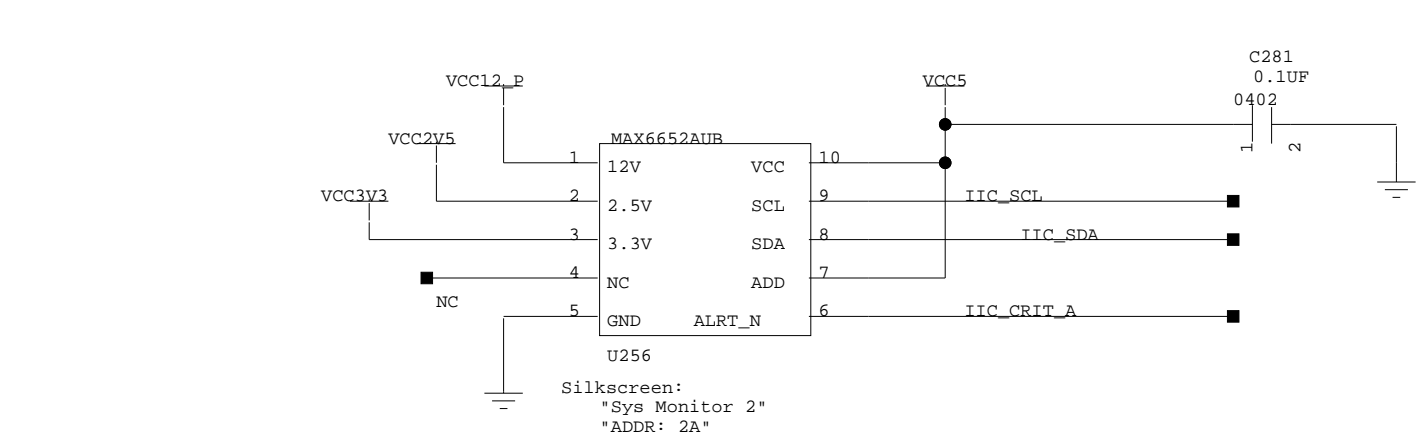 C281
0.1UF
0402
VCC12_P
VCC5
VCC2V5
MAX6652AUB
1
12V
VCC
10
1
2
VCC3V3
2
2.5V
SCL
9
IIC_SCL
3
3.3V
SDA
8
IIC_SDA
4
NC
ADD
7
NC
5
GND
ALRT_N
6
IIC_CRIT_A
U256
Silkscreen:
"Sys Monitor 2"
"ADDR: 2A"